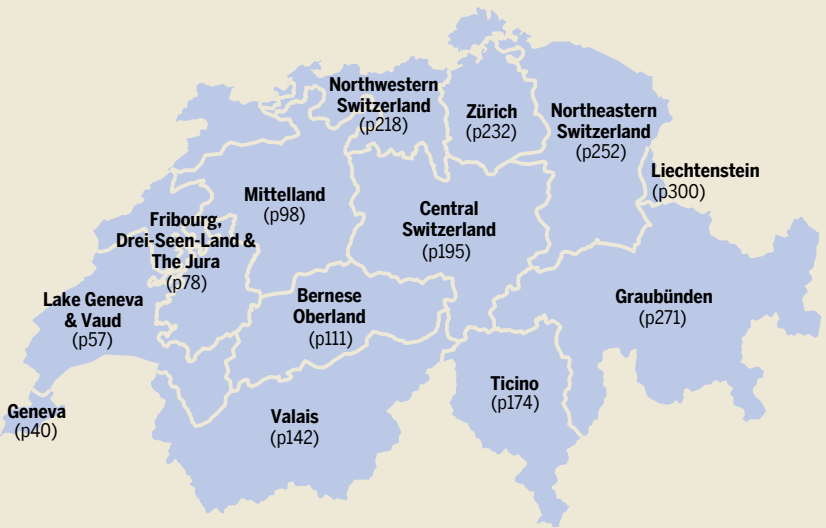 Northwestern
Switzerland
(p218)
Zürich
(p232)
Northeastern
Switzerland
(p252)
Liechtenstein
(p300)
Mittelland
(p98)
Central
Switzerland
(p195)
Fribourg,
Drei-Seen-Land &
The Jura
(p78)
Lake Geneva
& Vaud
(p57)
Bernese
Oberland
(p111)
Graubünden
(p271)
Geneva
(p40)
Valais
(p142)
Ticino
(p174)